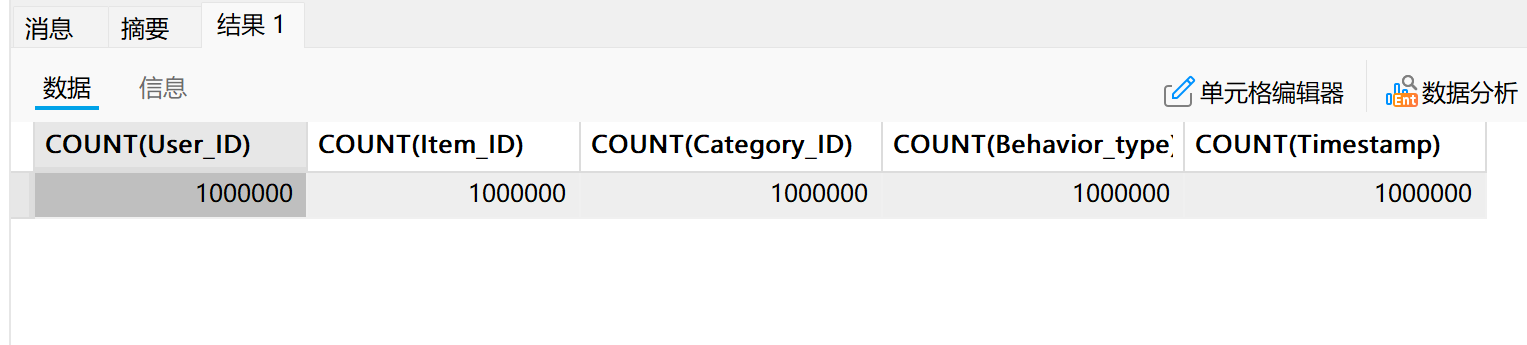 消息 摘要 结果 1
数据 信息 单元格编辑器 Ent 数据分析
COUNT(User_ID) COUNT(Item_ID) COUNT(Category_ID) COUNT(Behavior_type) COUNT(Timestamp)
1000000 1000000 1000000 1000000 1000000